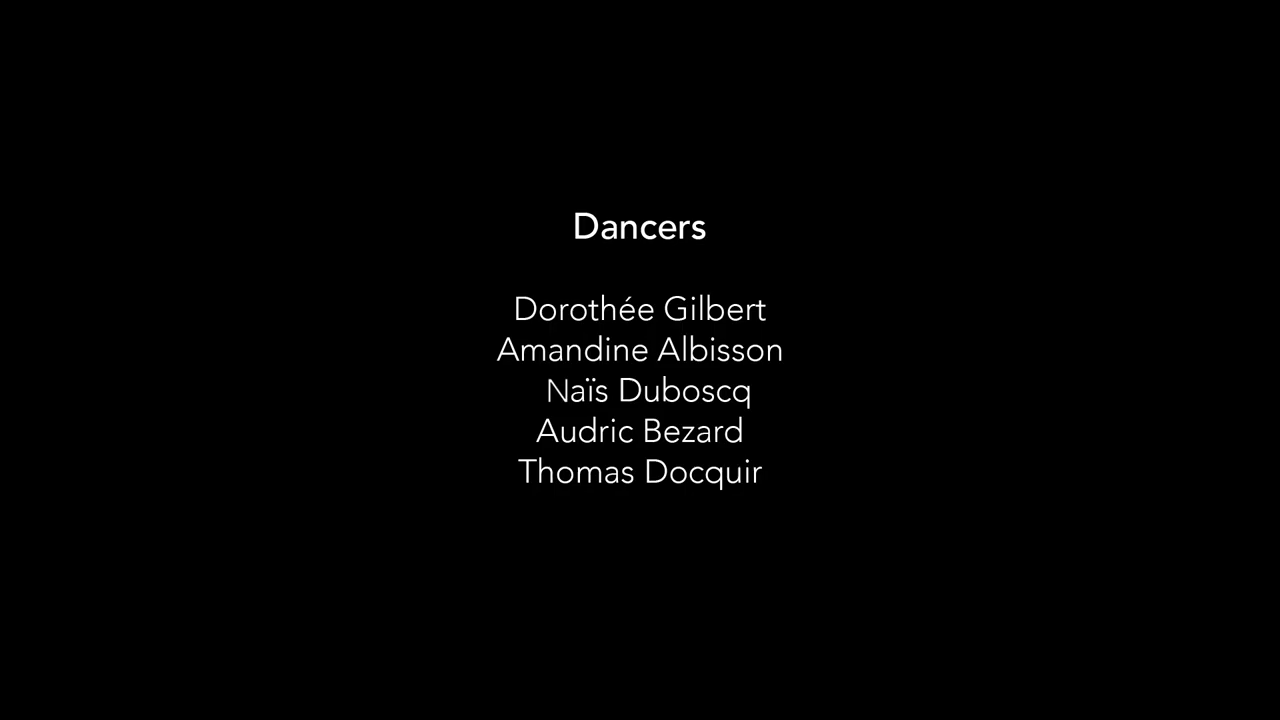 Dancers
Dorothée Gilbert
Amandine Albisson
Naïs Duboscq
Audric Bezard
Thomas Docquir